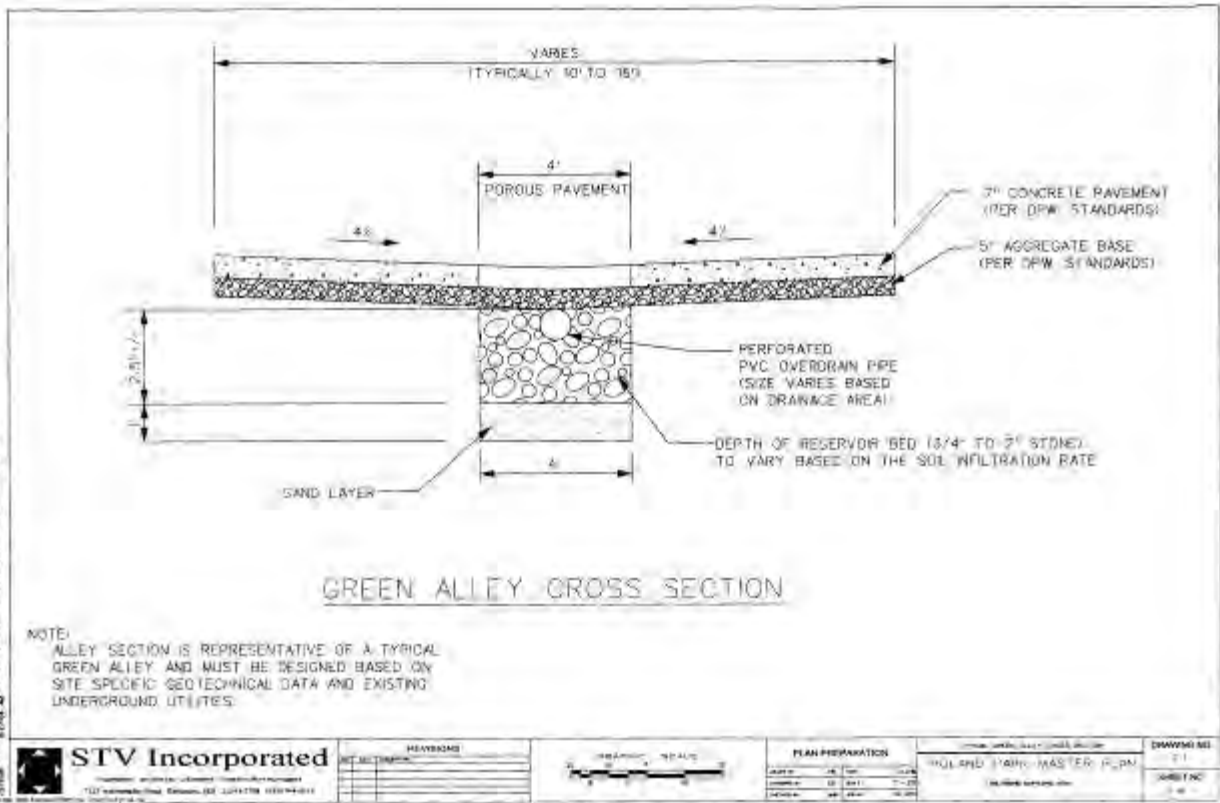 VARIES
(TYPICALLY 10' TO
4'
POROUS PAVEMENT
4%
4%
7" CONCRETE PAVEMENT
(PER DPW STANDARDS)
5" AGGREGATE BASE
(PER DPW STANDARDS)
PERFORATED
PVC OVERDRAIN PIPE
(SIZE VARIES BASED
ON DRAINAGE AREA)
DEPTH OF RESERVOIR BED (3/4" TO 2" STONE)
TO VARY BASED ON THE SOIL INFILTRATION RATE
2.5'+/-
1'
4'
SAND LAYER
GREEN ALLEY CROSS SECTION
NOTE:
ALLEY SECTION IS REPRESENTATIVE OF A TYPICAL
GREEN ALLEY AND MUST BE DESIGNED BASED ON
SITE SPECIFIC GEOTECHNICAL DATA AND EXISTING
UNDERGROUND UTILITIES.
STV Incorporated
REVISIONS
GRAPHIC SCALE
PLAN PREPARATION
ROLAND PARK MASTER PLAN
DRAWING NO.
SHEET NO.